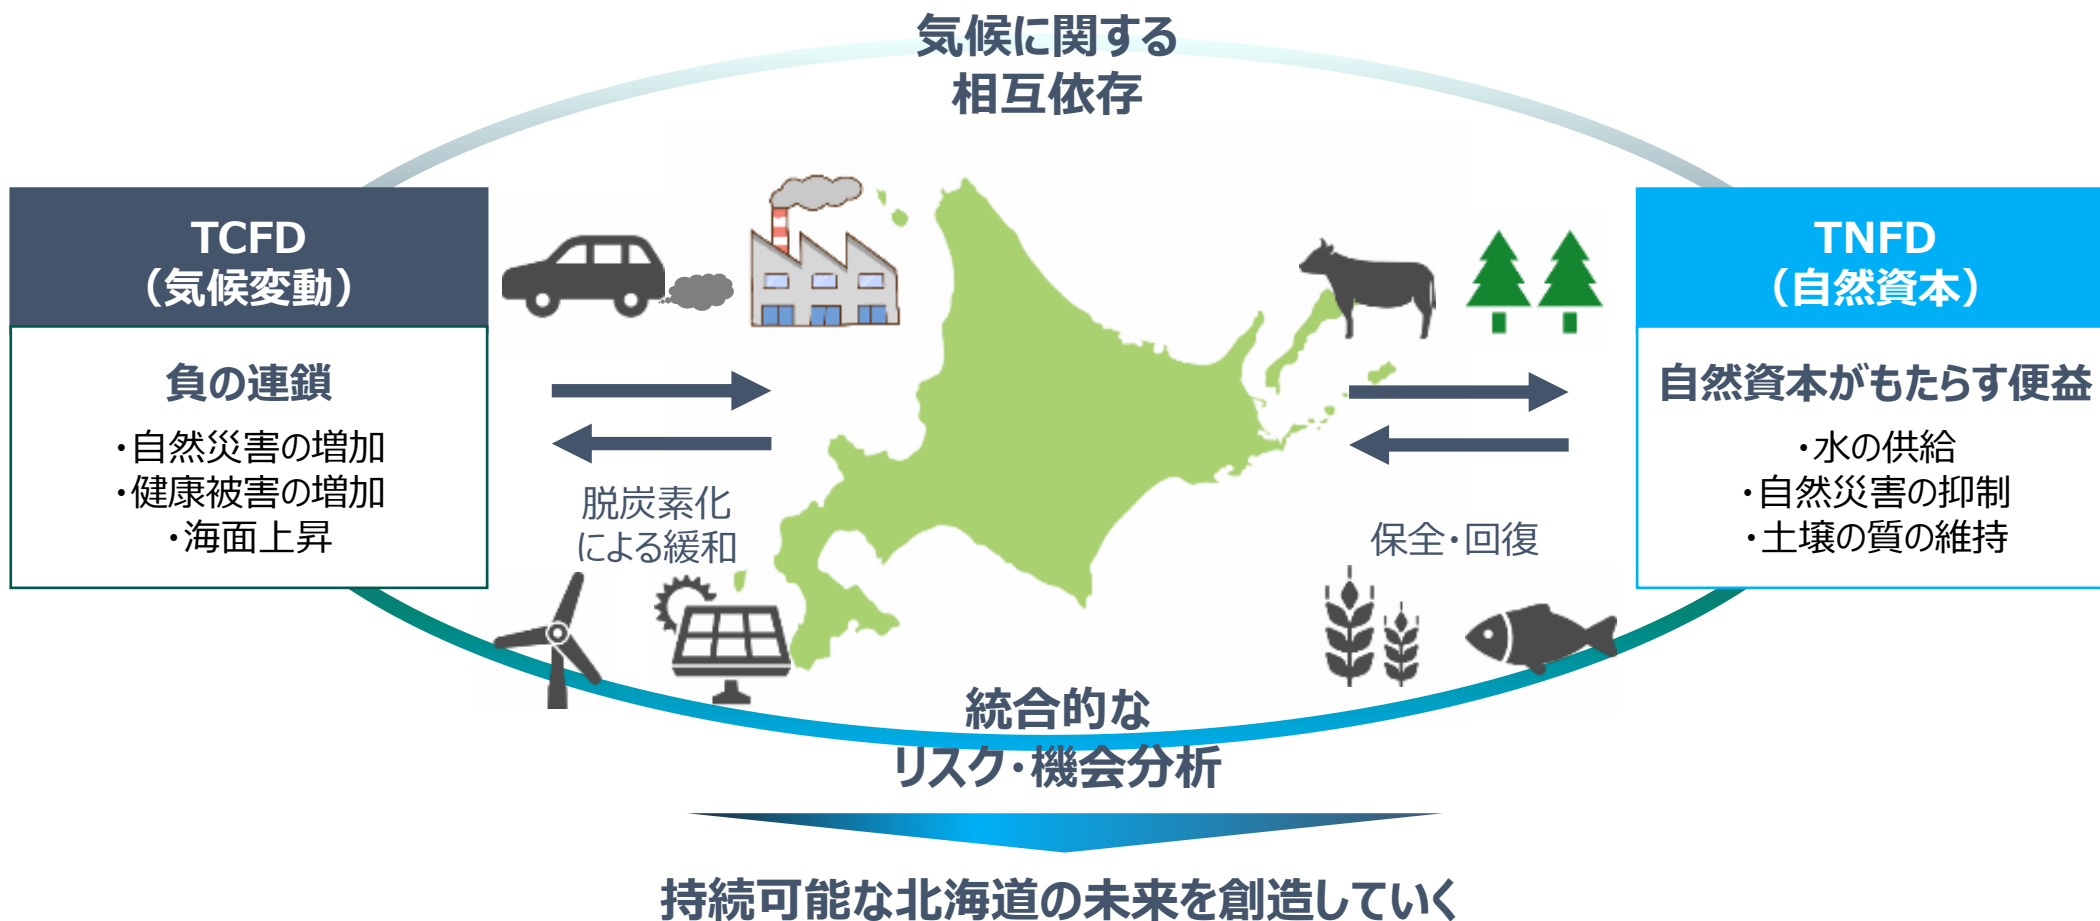 気候に関する
相互依存
TCFD
（気候変動）
負の連鎖
・自然災害の増加
・健康被害の増加
・海面上昇
脱炭素化
による緩和
保全・回復
TNFD
（自然資本）
自然資本がもたらす便益
・水の供給
・自然災害の抑制
・土壌の質の維持
統合的な
リスク・機会分析
持続可能な北海道の未来を創造していく